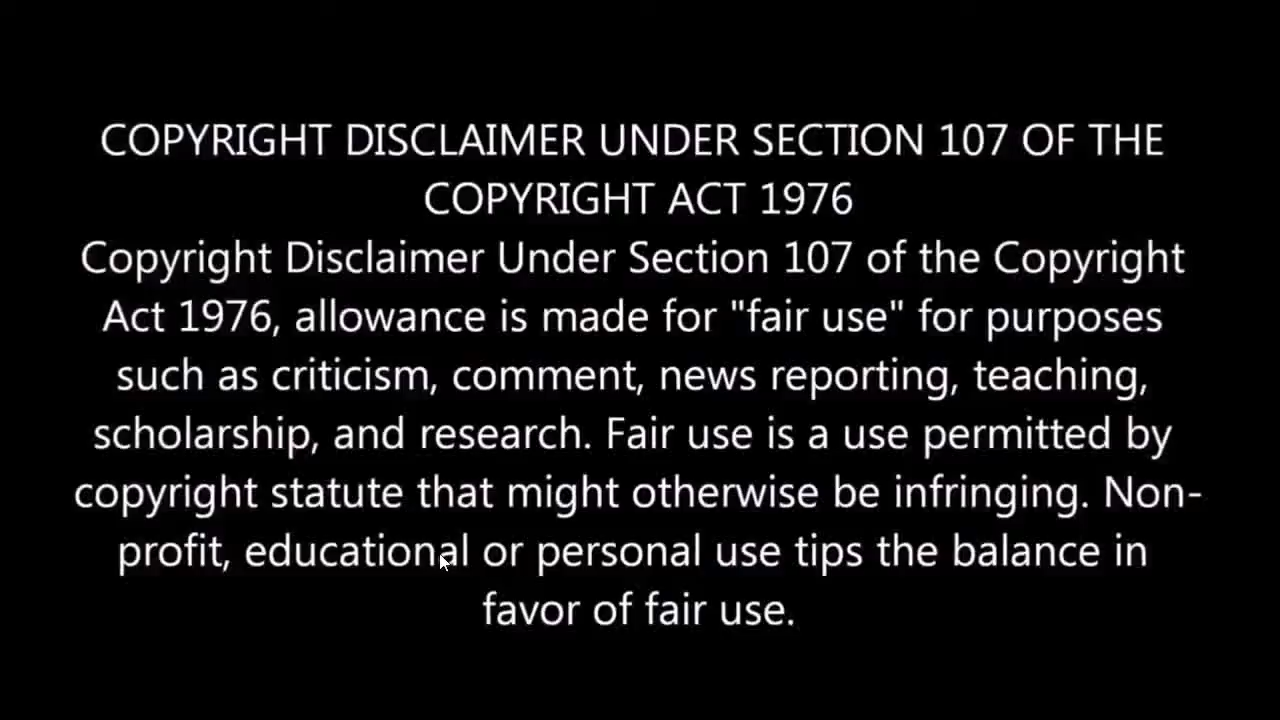 COPYRIGHT DISCLAIMER UNDER SECTION 107 OF THE
COPYRIGHT ACT 1976
Copyright Disclaimer Under Section 107 of the Copyright
Act 1976, allowance is made for "fair use" for purposes
such as criticism, comment, news reporting, teaching,
scholarship, and research. Fair use is a use permitted by
copyright statute that might otherwise be infringing. Non-
profit, educational or personal use tips the balance in
favor of fair use.